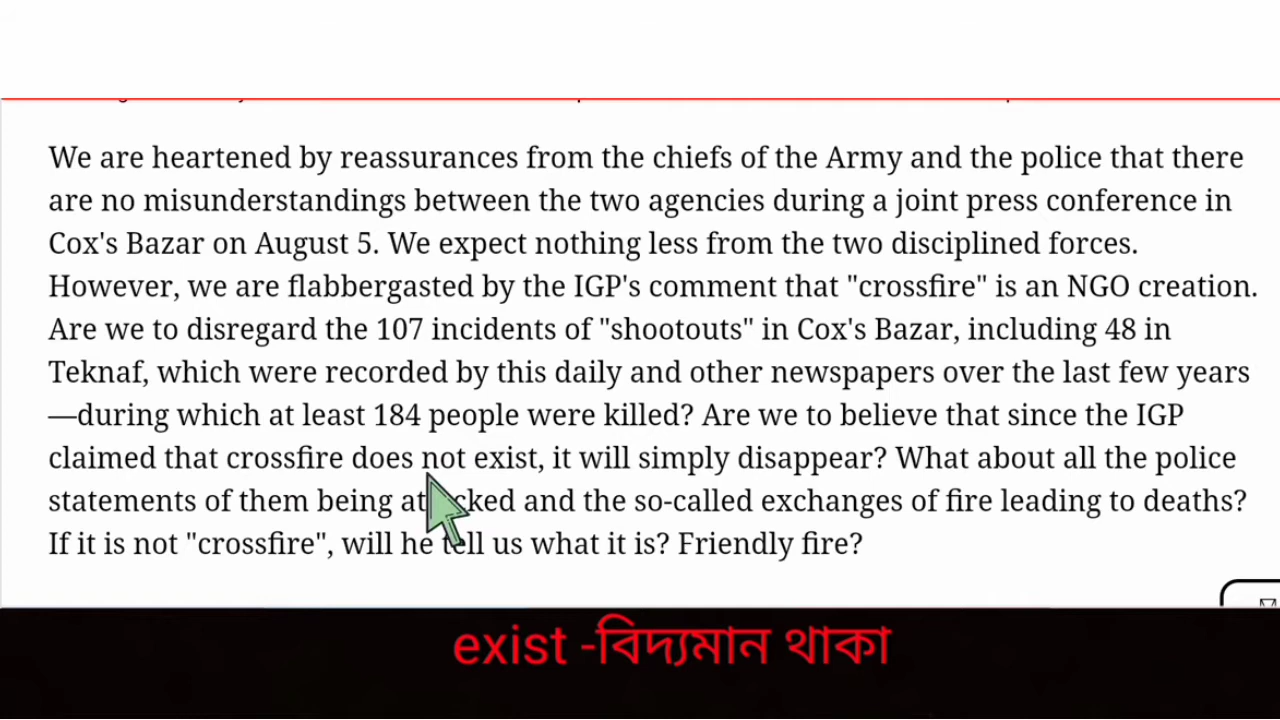 We are heartened by reassurances from the chiefs of the Army and the police that there
are no misunderstandings between the two agencies during a joint press conference in
Cox's Bazar on August 5. We expect nothing less from the two disciplined forces.
However, we are flabbergasted by the IGP's comment that "crossfire" is an NGO creation.
Are we to disregard the 107 incidents of "shootouts" in Cox's Bazar, including 48 in
Teknaf, which were recorded by this daily and other newspapers over the last few years
—during which at least 184 people were killed? Are we to believe that since the IGP
claimed that crossfire does not exist, it will simply disappear? What about all the police
statements of them being attacked and the so-called exchanges of fire leading to deaths?
If it is not "crossfire", will he tell us what it is? Friendly fire?
exist -বিদ্যমান থাকা